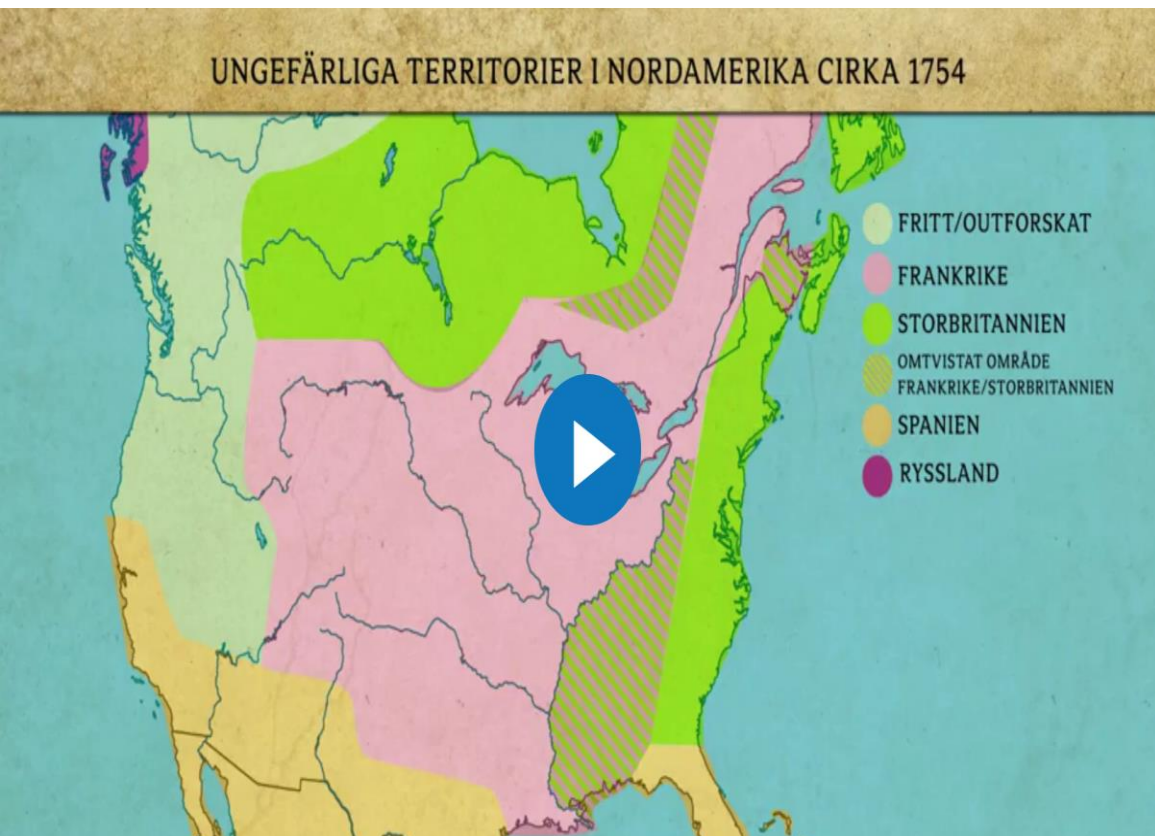 UNGEFÄRLIGA TERRITORIER I NORDAMERIKA CIRKA 1754
FRITT/OUTFORSKAT
FRANKRIKE
STORBRITANNIEN
OMTVISTAT OMRÅDE
FRANKRIKE/STORBRITANNIEN
SPANIEN
RYSSLAND